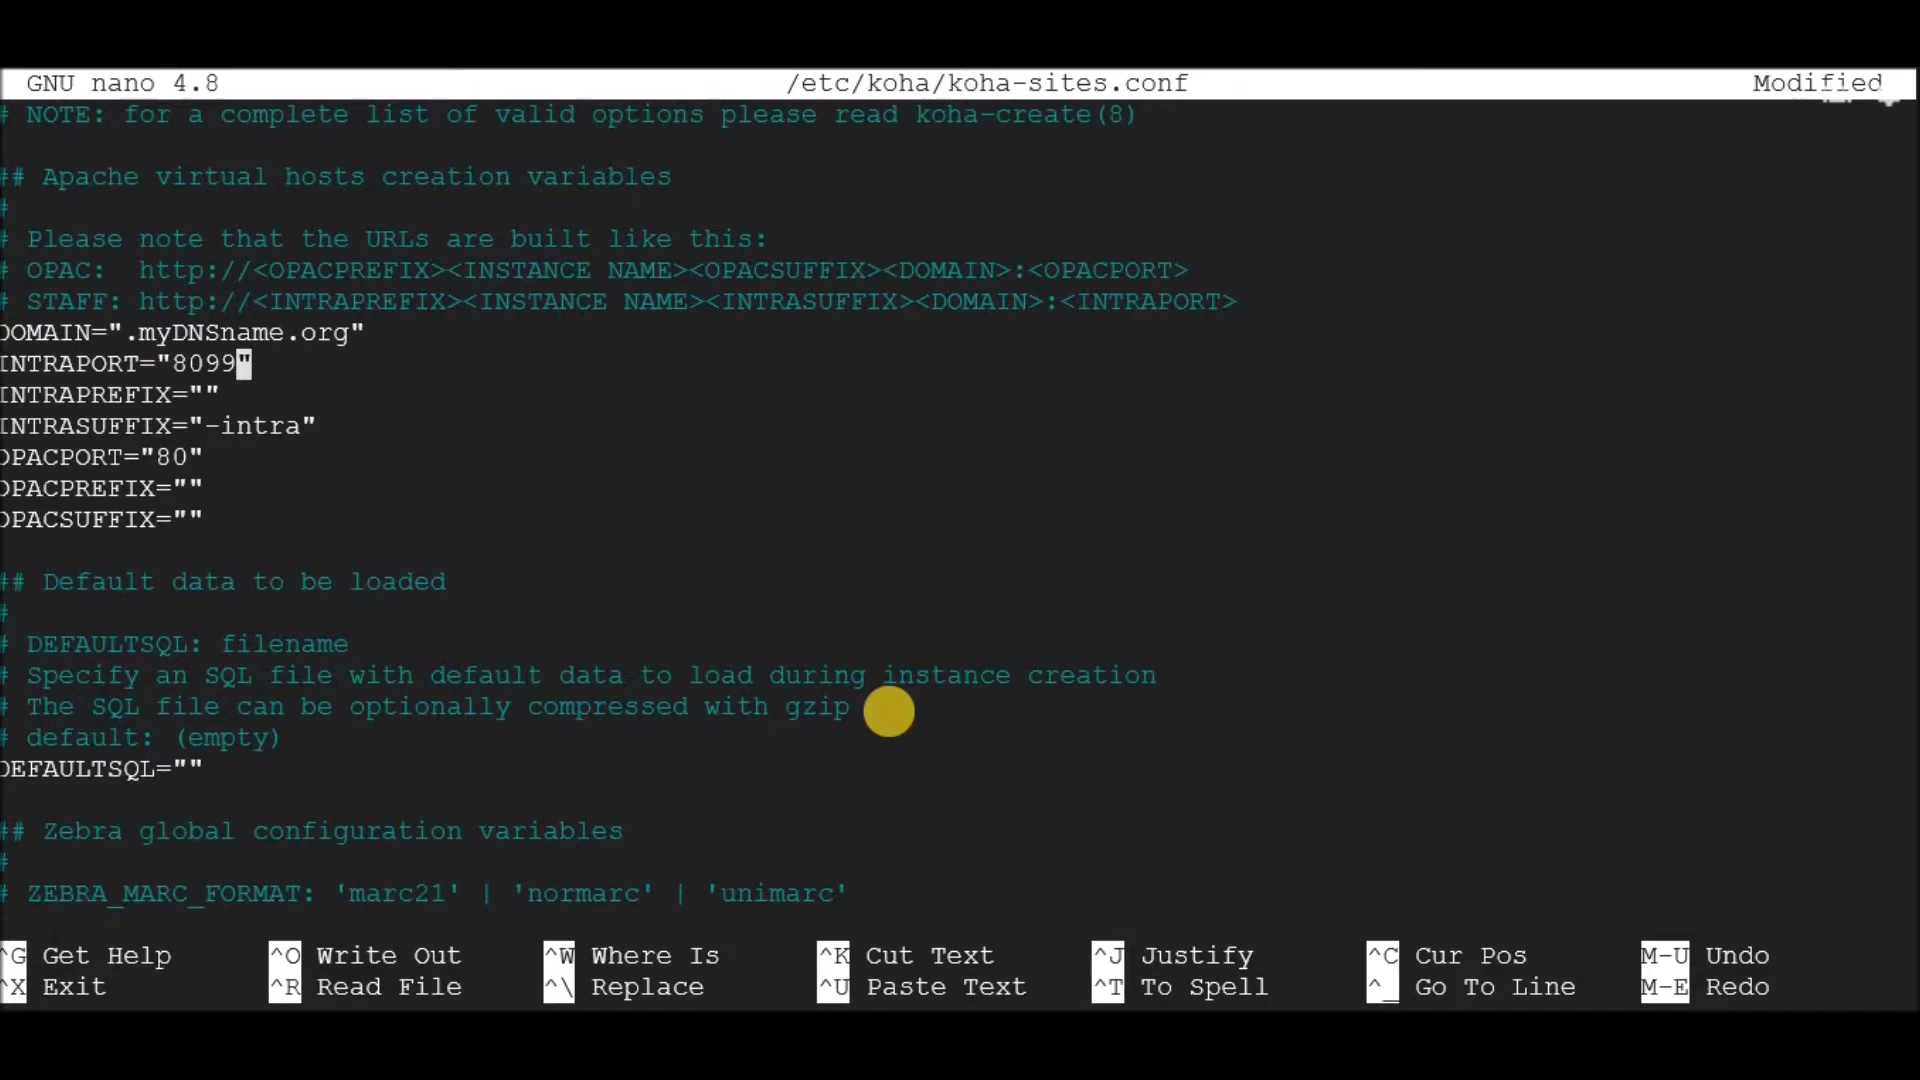 GNU nano 4.8 /etc/koha/koha-sites.conf Modified
# NOTE: for a complete list of valid options please read koha-create(8)
## Apache virtual hosts creation variables
#
# Please note that the URLs are built like this:
# OPAC:  http://<OPACPREFIX><INSTANCE NAME><OPACSUFFIX><DOMAIN>:<OPACPORT>
# STAFF: http://<INTRAPREFIX><INSTANCE NAME><INTRASUFFIX><DOMAIN>:<INTRAPORT>
DOMAIN=".myDNSname.org"
INTRAPORT="8099"
INTRAPREFIX=""
INTRASUFFIX="-intra"
OPACPORT="80"
OPACPREFIX=""
OPACSUFFIX=""
## Default data to be loaded
#
# DEFAULTSQL: filename
# Specify an SQL file with default data to load during instance creation
# The SQL file can be optionally compressed with gzip
# default: (empty)
DEFAULTSQL=""
## Zebra global configuration variables
#
# ZEBRA_MARC_FORMAT: 'marc21' | 'normarc' | 'unimarc'
^G Get Help ^O Write Out ^W Where Is ^K Cut Text ^J Justify ^C Cur Pos M-U Undo
^X Exit ^R Read File ^\ Replace ^U Paste Text ^T To Spell ^_ Go To Line M-E Redo